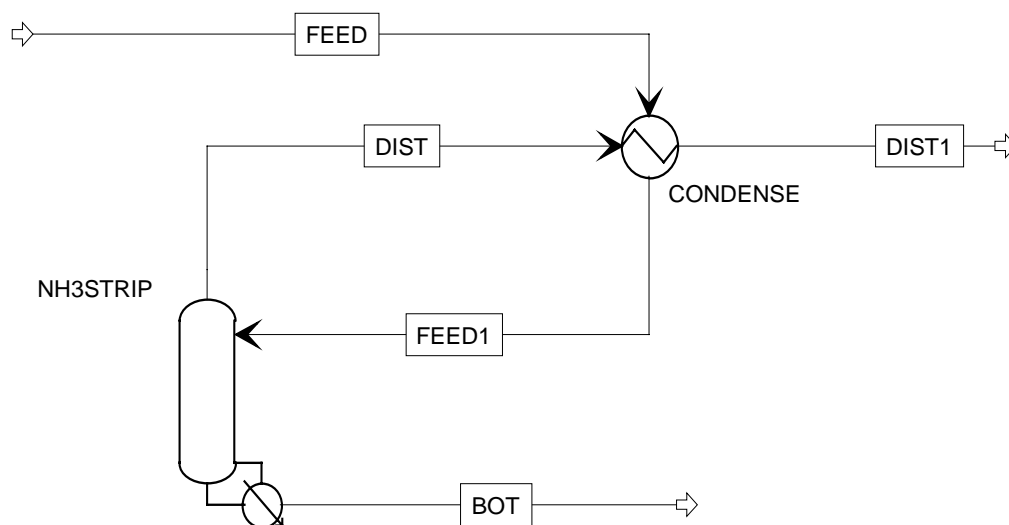 FEED
DIST
DIST1
CONDENSE
NH3STRIP
FEED1
BOT